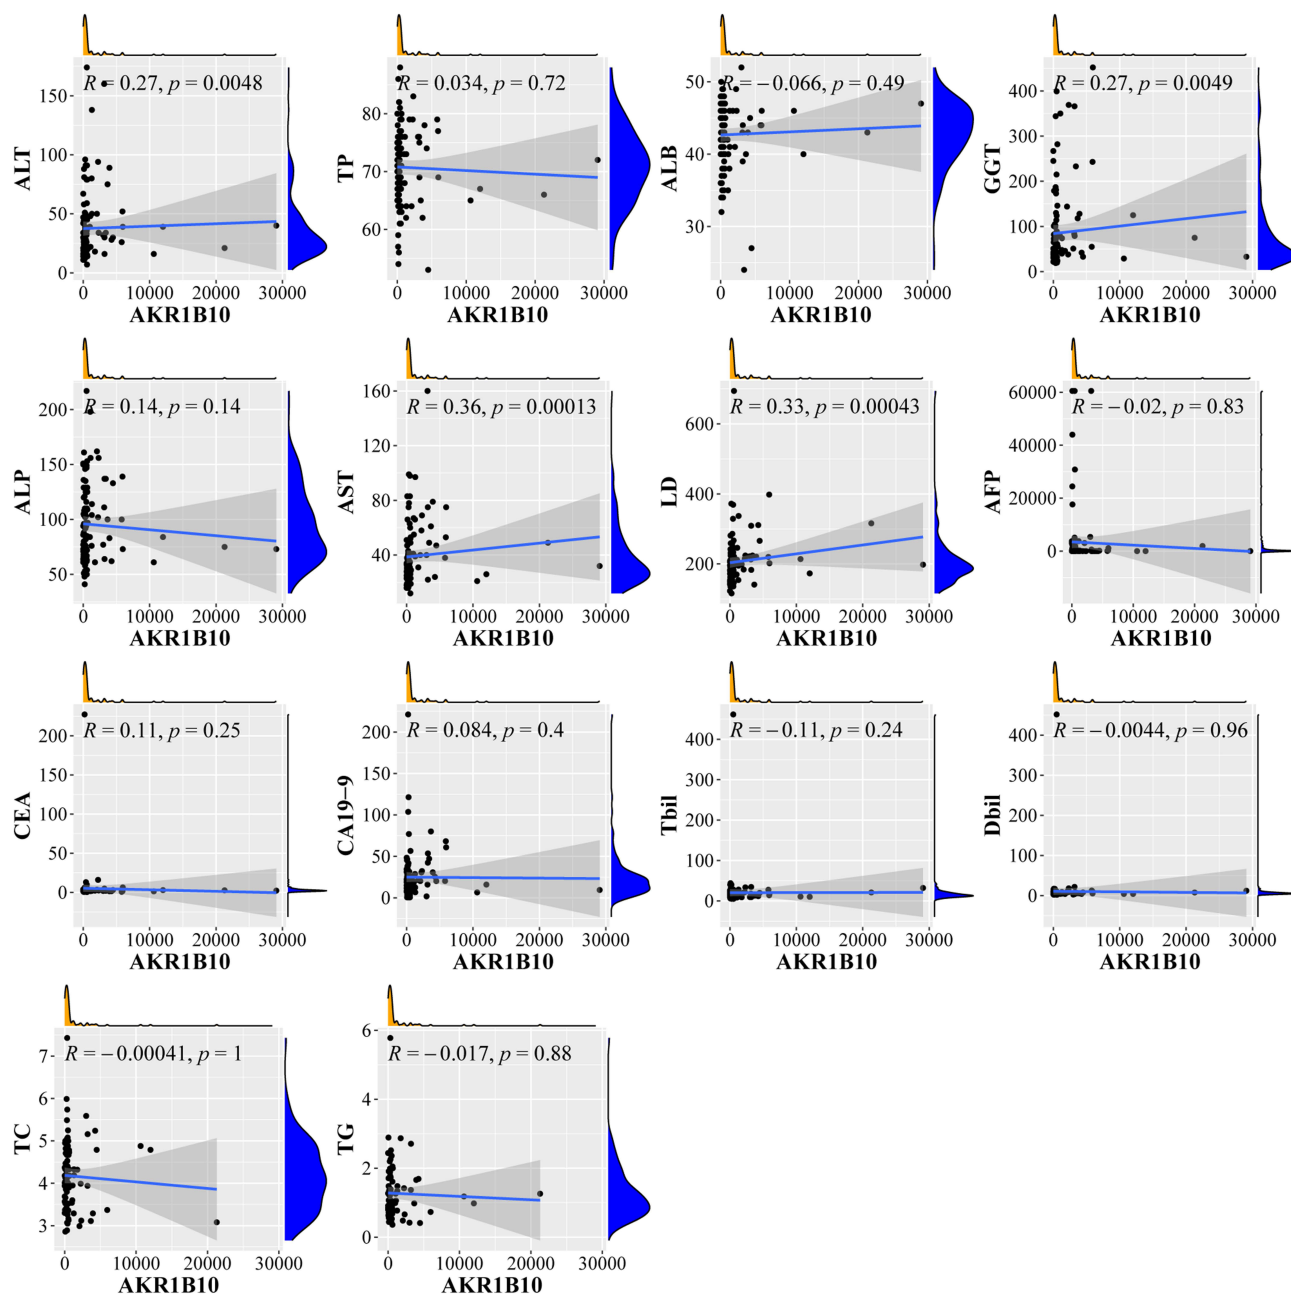 R = 0.27, p = 0.0048
ALT
150
100
50
0
0 10000 20000 30000
AKR1B10
R = 0.034, p = 0.72
TP
80
70
60
0 10000 20000 30000
AKR1B10
R = −0.066, p = 0.49
ALB
50
40
30
0 10000 20000 30000
AKR1B10
R = 0.27, p = 0.0049
GGT
400
300
200
100
0
0 10000 20000 30000
AKR1B10
R = 0.14, p = 0.14
ALP
200
150
100
50
0 10000 20000 30000
AKR1B10
R = 0.36, p = 0.00013
AST
160
120
80
40
0 10000 20000 30000
AKR1B10
R = 0.33, p = 0.00043
LD
600
400
200
0 10000 20000 30000
AKR1B10
R = −0.02, p = 0.83
AFP
60000
40000
20000
0
0 10000 20000 30000
AKR1B10
R = 0.11, p = 0.25
CEA
200
150
100
50
0
0 10000 20000 30000
AKR1B10
R = 0.084, p = 0.4
CA19−9
200
150
100
50
0
0 10000 20000 30000
AKR1B10
R = −0.11, p = 0.24
Tbil
400
300
200
100
0
0 10000 20000 30000
AKR1B10
R = −0.0044, p = 0.96
Dbil
400
300
200
100
0
0 10000 20000 30000
AKR1B10
R = −0.00041, p = 1
TC
7
6
5
4
3
0 10000 20000 30000
AKR1B10
R = −0.017, p = 0.88
TG
6
4
2
0
0 10000 20000 30000
AKR1B10